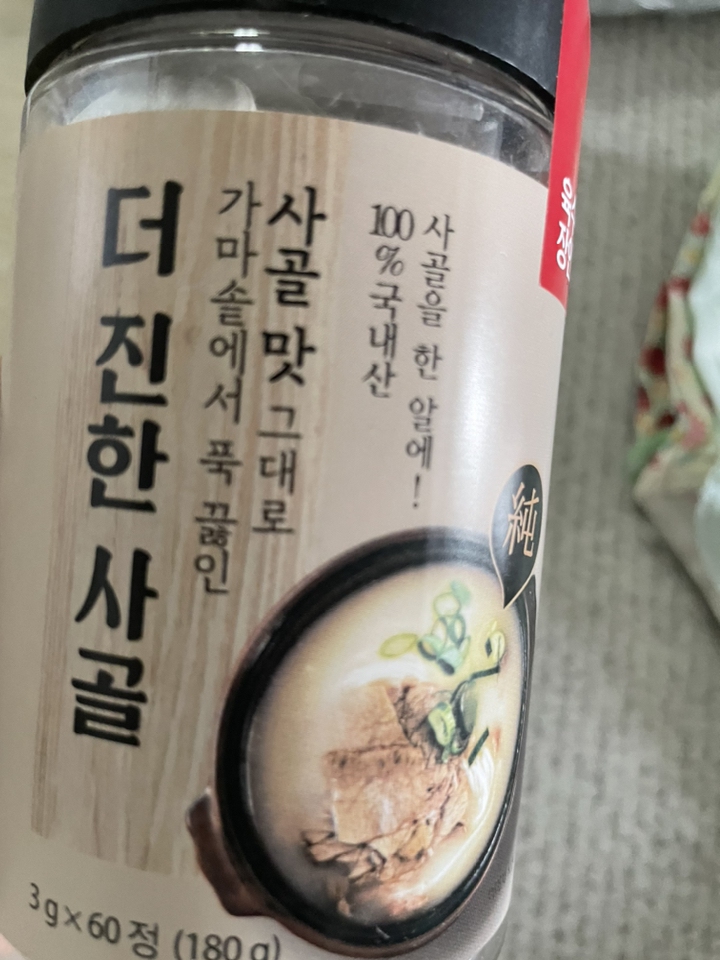 사골을 한 알에!
100%국내산
사골 맛 그대로
가마솥에서 푹 끓인
더 진한 사골
純
3g×60정 (180g)